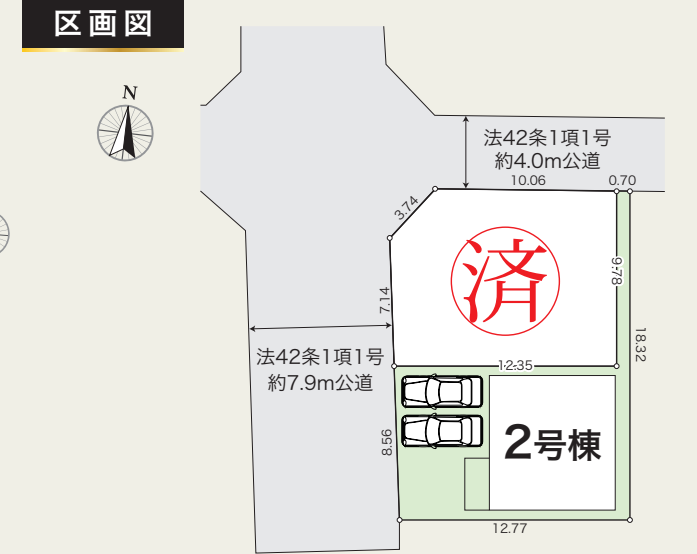 区画図
N
法42条1項1号
約4.0m公道
10.06
0.70
3.74
済
9.78
7.14
18.32
法42条1項1号
約7.9m公道
12.35
8.56
2号棟
12.77